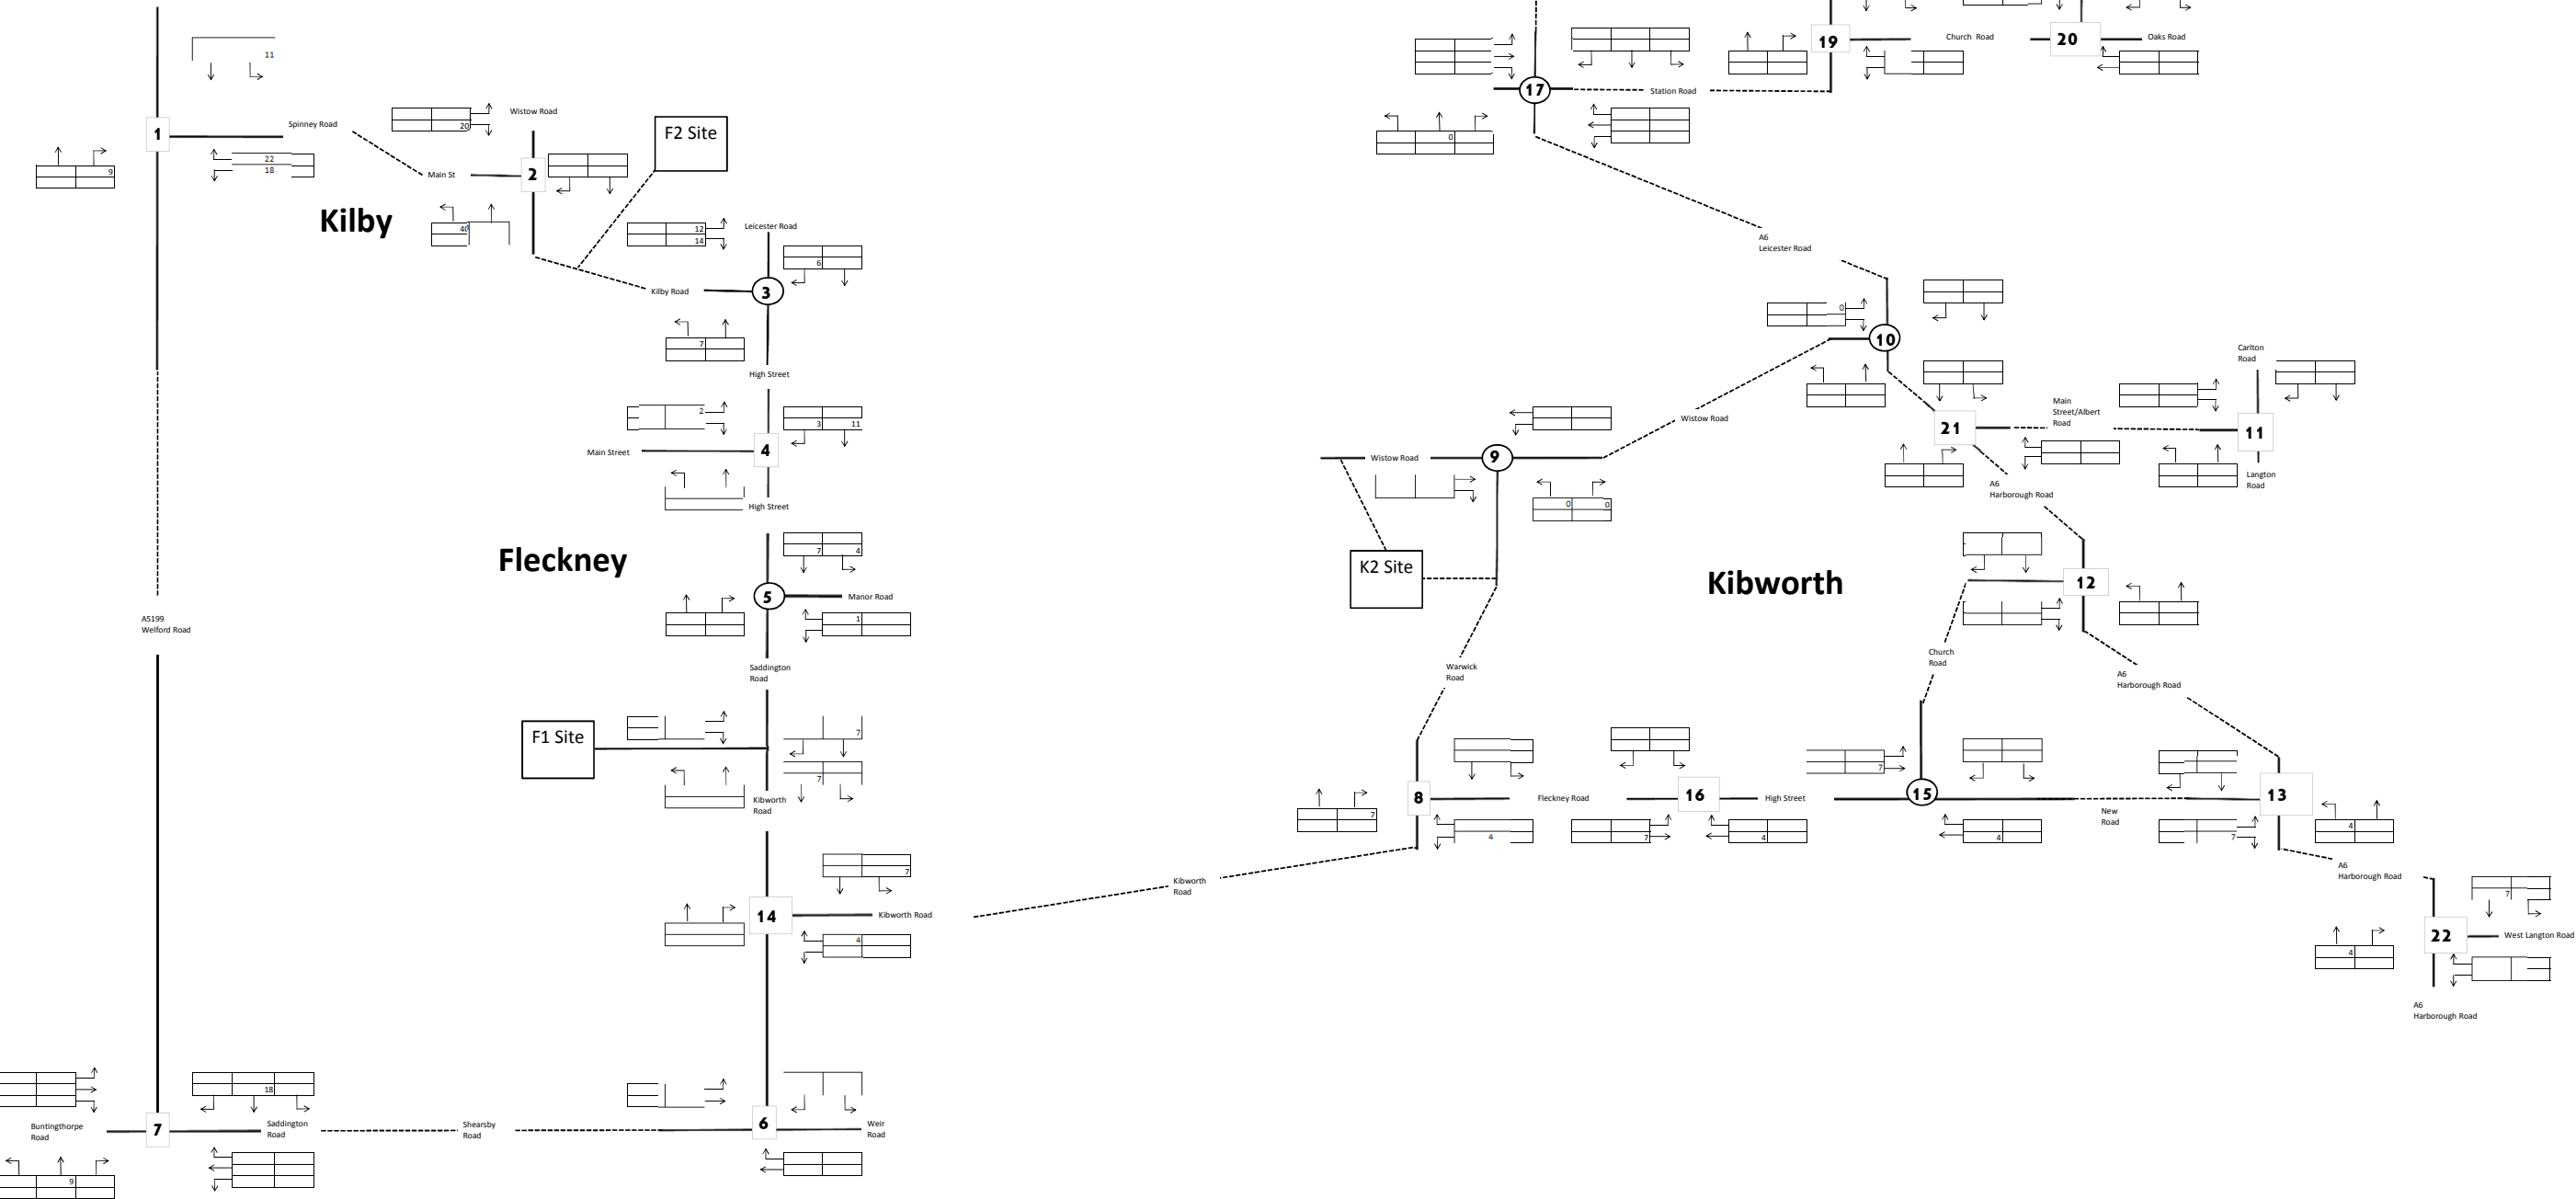 19
Church Road
20
Oaks Road
11
17
Station Road
0
1
Spinney Road
20
Wistow Road
F2 Site
22
18
9
Main St
2
Kilby
40
12
14
Leicester Road
6
Kilby Road
3
7
High Street
A6
Leicester Road
0
10
2
3
11
Main Street
4
High Street
Wistow Road
Carlton
Road
Main
Street/Albert
Road
21
11
Langton
Road
A6
Harborough Road
Wistow Road
9
0
0
Fleckney
7
4
K2 Site
Kibworth
12
5
Manor Road
1
A5199
Welford Road
Saddington
Road
Warwick
Road
Church
Road
A6
Harborough Road
F1 Site
7
7
Kibworth
Road
8
7
Fleckney Road
4
16
7
4
High Street
7
15
4
New
Road
13
7
4
A6
Harborough Road
7
14
Kibworth Road
4
Kibworth
Road
7
4
22
West Langton Road
A6
Harborough Road
18
Buntingthorpe
Road
7
Saddington
Road
Shearsby
Road
6
Weir
Road
9